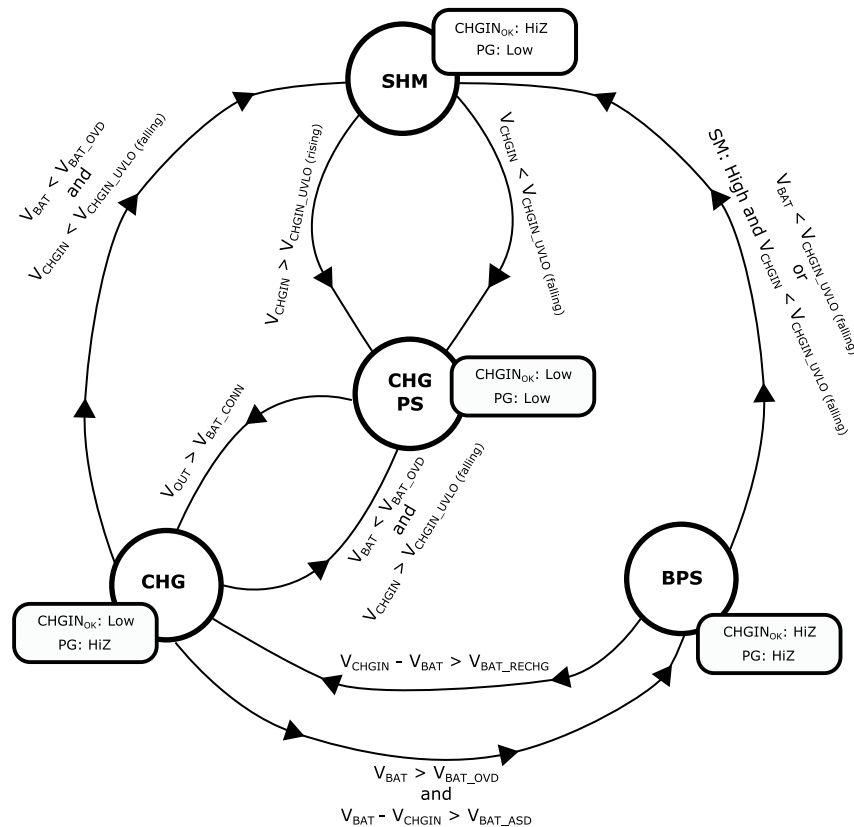 CHGINOK: HiZ
PG: Low
SHM
VBAT < VBAT_OVD
and
VCHGIN < VCHGIN_UVLO (falling)
VCHGIN > VCHGIN_UVLO (rising)
VCHGIN < VCHGIN_UVLO (falling)
VBAT < VCHGIN_UVLO (falling)
or
SM: High and VCHGIN < VCHGIN_UVLO (falling)
CHG
PS
CHGINOK: Low
PG: Low
VOUT > VBAT_CONN
VBAT < VBAT_OVD
and
VCHGIN > VCHGIN_UVLO (falling)
CHG
CHGINOK: Low
PG: HiZ
BPS
CHGINOK: HiZ
PG: HiZ
VCHGIN - VBAT > VBAT_RECHG
VBAT > VBAT_OVD
and
VBAT - VCHGIN > VBAT_ASD